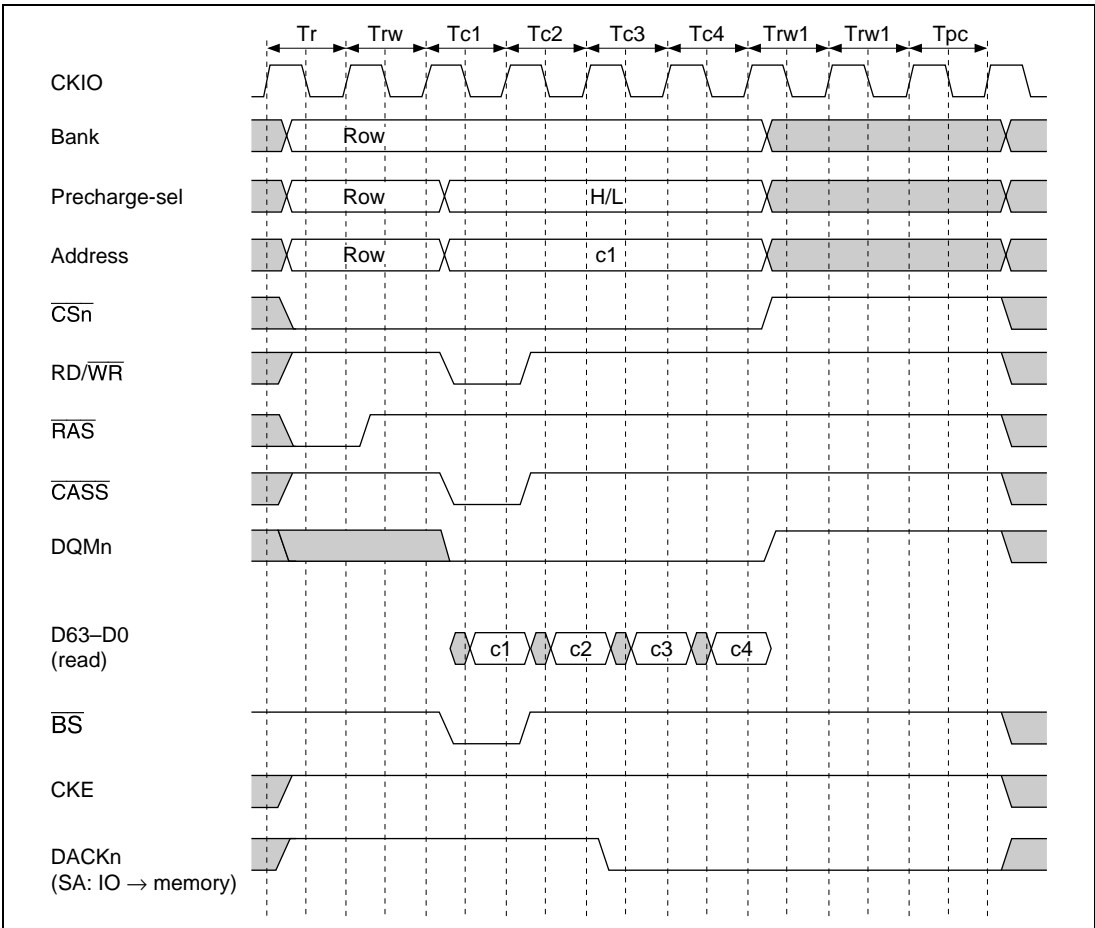 Tr Trw Tc1 Tc2 Tc3 Tc4 Trw1 Trw1 Tpc
CKIO
Bank Row
Precharge-sel Row H/L
Address Row c1
CSn
RD/WR
RAS
CASS
DQMn
D63–D0
(read)
c1 c2 c3 c4
BS
CKE
DACKn
(SA: IO → memory)